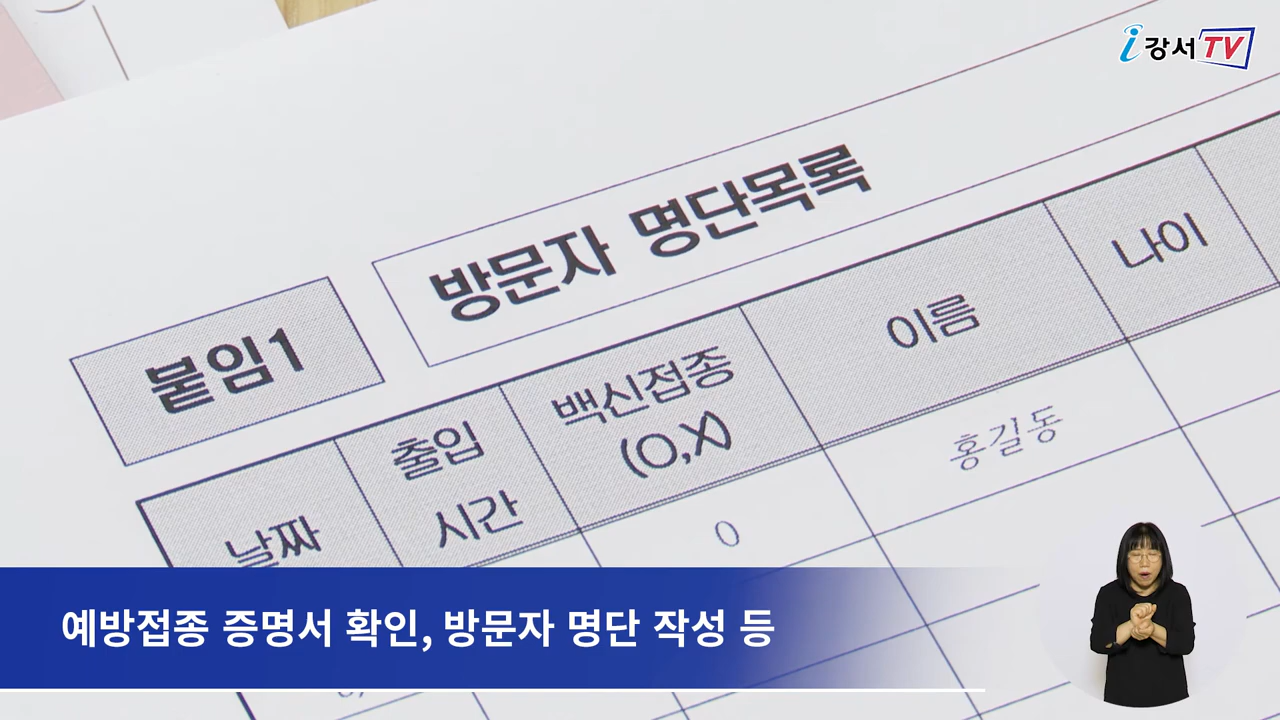 i강서TV
방문자 명단목록
붙임1
날짜
출입
시간
백신접종
(O,X)
이름
나이
0
홍길동
예방접종 증명서 확인, 방문자 명단 작성 등